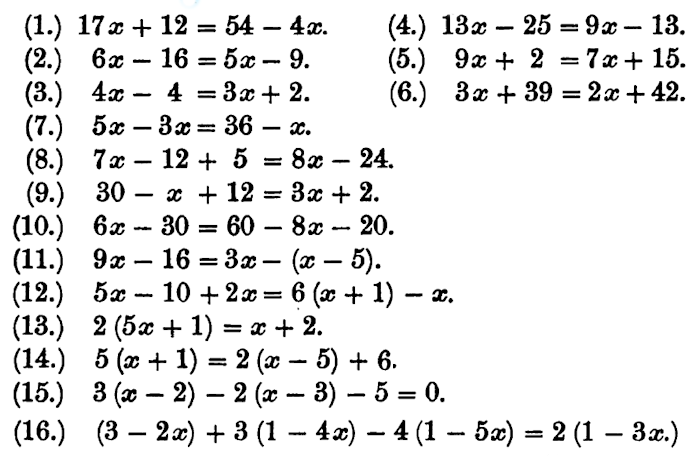 (1.) 17x + 12 = 54 − 4x. (4.) 13x − 25 = 9x − 13.
(2.) 6x − 16 = 5x − 9. (5.) 9x + 2 = 7x + 15.
(3.) 4x − 4 = 3x + 2. (6.) 3x + 39 = 2x + 42.
(7.) 5x − 3x = 36 − x.
(8.) 7x − 12 + 5 = 8x − 24.
(9.) 30 − x + 12 = 3x + 2.
(10.) 6x − 30 = 60 − 8x − 20.
(11.) 9x − 16 = 3x − (x − 5).
(12.) 5x − 10 + 2x = 6 (x + 1) − x.
(13.) 2 (5x + 1) = x + 2.
(14.) 5 (x + 1) = 2 (x − 5) + 6.
(15.) 3 (x − 2) − 2 (x − 3) − 5 = 0.
(16.) (3 − 2x) + 3 (1 − 4x) − 4 (1 − 5x) = 2 (1 − 3x.)